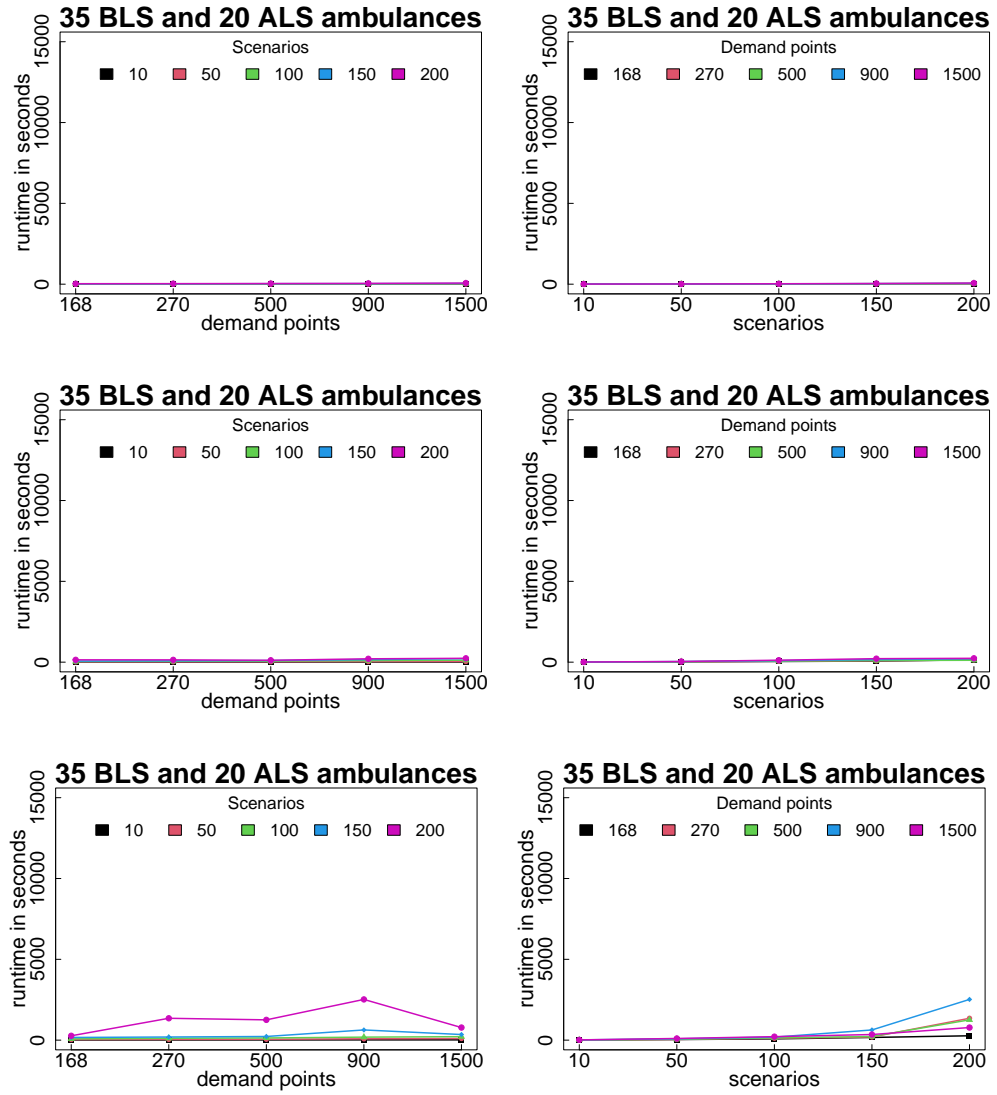 35 BLS and 20 ALS ambulances
Scenarios
10 50 100 150 200
runtime in seconds
0 5000 10000 15000
168 270 500 900 1500
demand points
35 BLS and 20 ALS ambulances
Demand points
168 270 500 900 1500
runtime in seconds
0 5000 10000 15000
10 50 100 150 200
scenarios
35 BLS and 20 ALS ambulances
Scenarios
10 50 100 150 200
runtime in seconds
0 5000 10000 15000
168 270 500 900 1500
demand points
35 BLS and 20 ALS ambulances
Demand points
168 270 500 900 1500
runtime in seconds
0 5000 10000 15000
10 50 100 150 200
scenarios
35 BLS and 20 ALS ambulances
Scenarios
10 50 100 150 200
runtime in seconds
0 5000 10000 15000
168 270 500 900 1500
demand points
35 BLS and 20 ALS ambulances
Demand points
168 270 500 900 1500
runtime in seconds
0 5000 10000 15000
10 50 100 150 200
scenarios